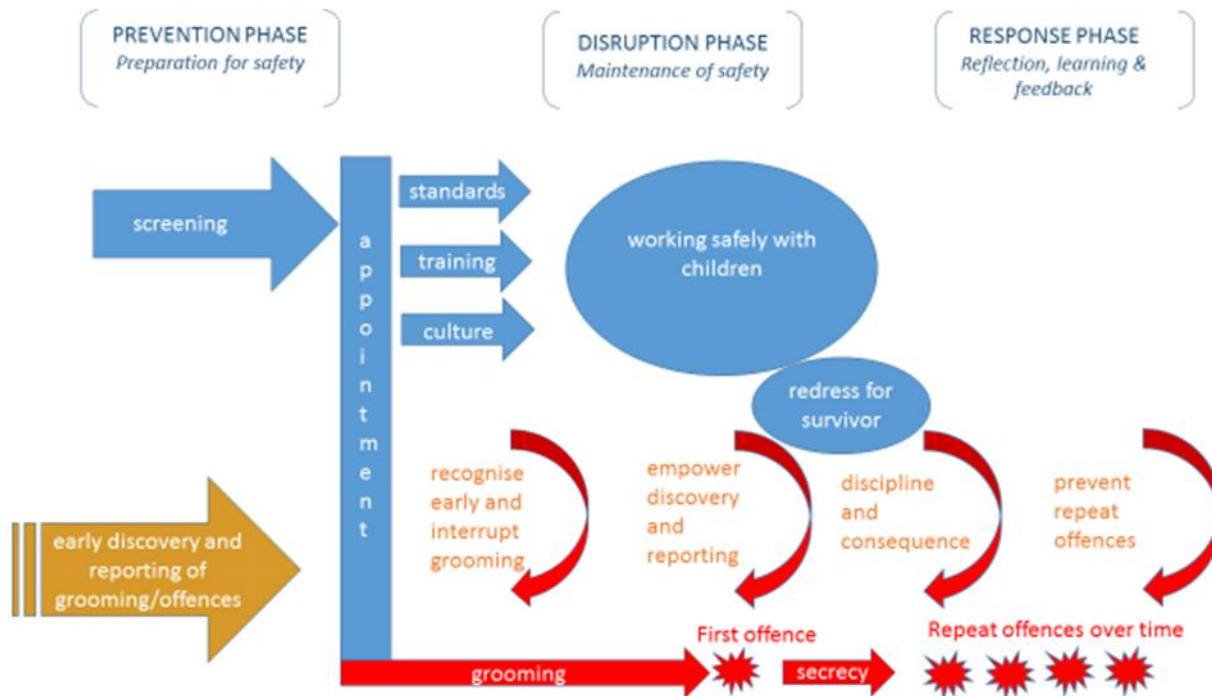 PREVENTION PHASE
Preparation for safety
DISRUPTION PHASE
Maintenance of safety
RESPONSE PHASE
Reflection, learning &
feedback
screening
appointment
standards
training
culture
working safely with
children
redress for
survivor
early discovery and
reporting of
grooming/offences
recognise
early and
interrupt
grooming
empower
discovery
and
reporting
discipline
and
consequence
prevent
repeat
offences
First offence
Repeat offences over time
grooming
secrecy